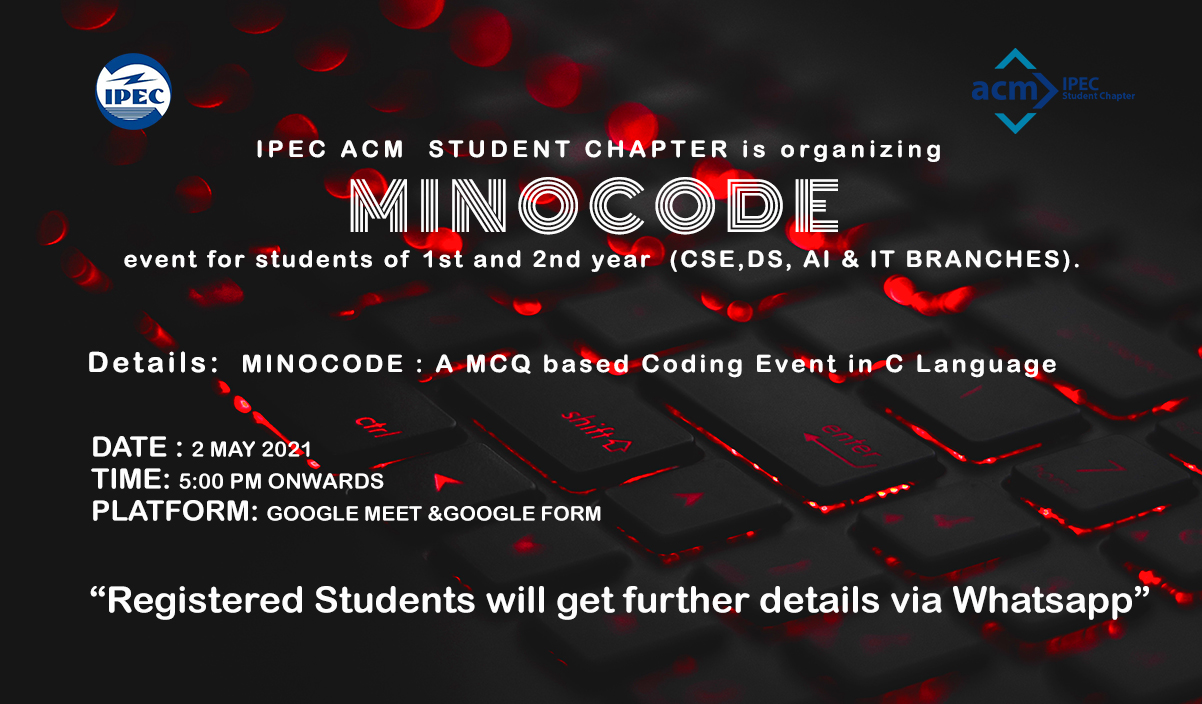 IPEC
acm IPEC
Student Chapter
IPEC ACM STUDENT CHAPTER is organizing
MINOCODE
event for students of 1st and 2nd year (CSE,DS, AI & IT BRANCHES).
Details: MINOCODE : A MCQ based Coding Event in C Language
ctrl
shift
enter
DATE : 2 MAY 2021
TIME: 5:00 PM ONWARDS
PLATFORM: GOOGLE MEET &GOOGLE FORM
7
“Registered Students will get further details via Whatsapp”